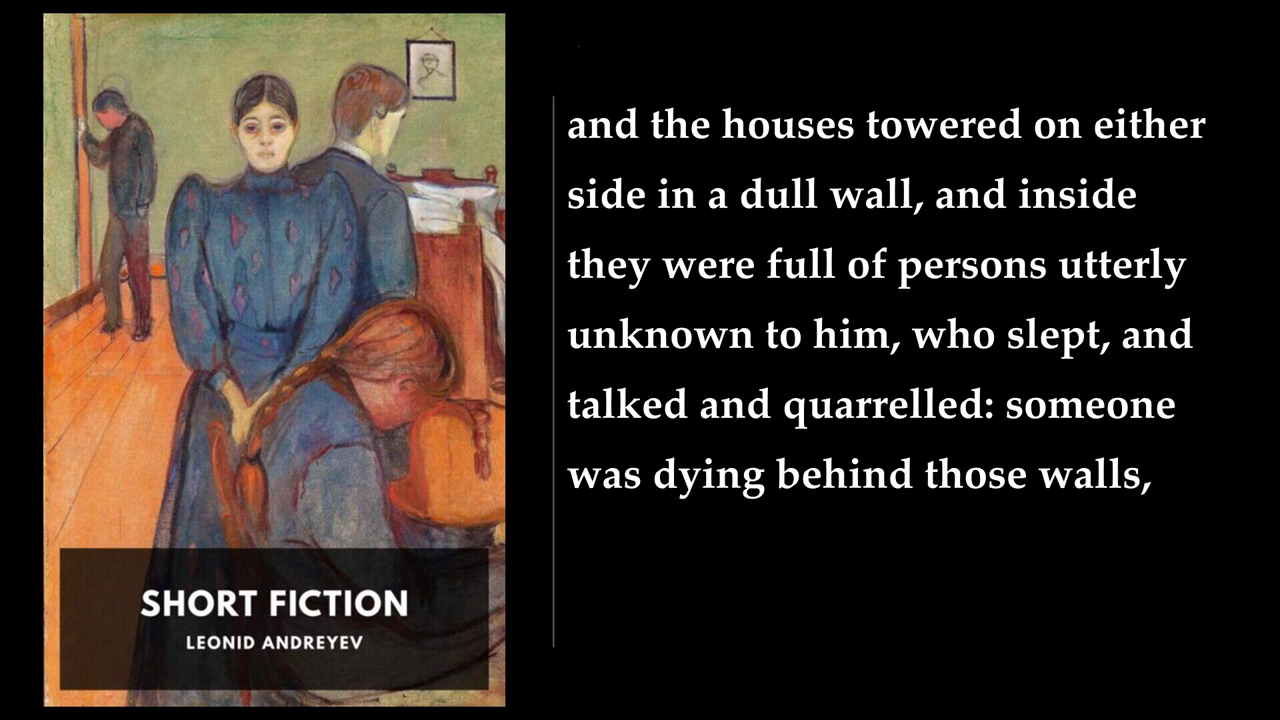 SHORT FICTION
LEONID ANDREYEV
and the houses towered on either
side in a dull wall, and inside
they were full of persons utterly
unknown to him, who slept, and
talked and quarrelled: someone
was dying behind those walls,